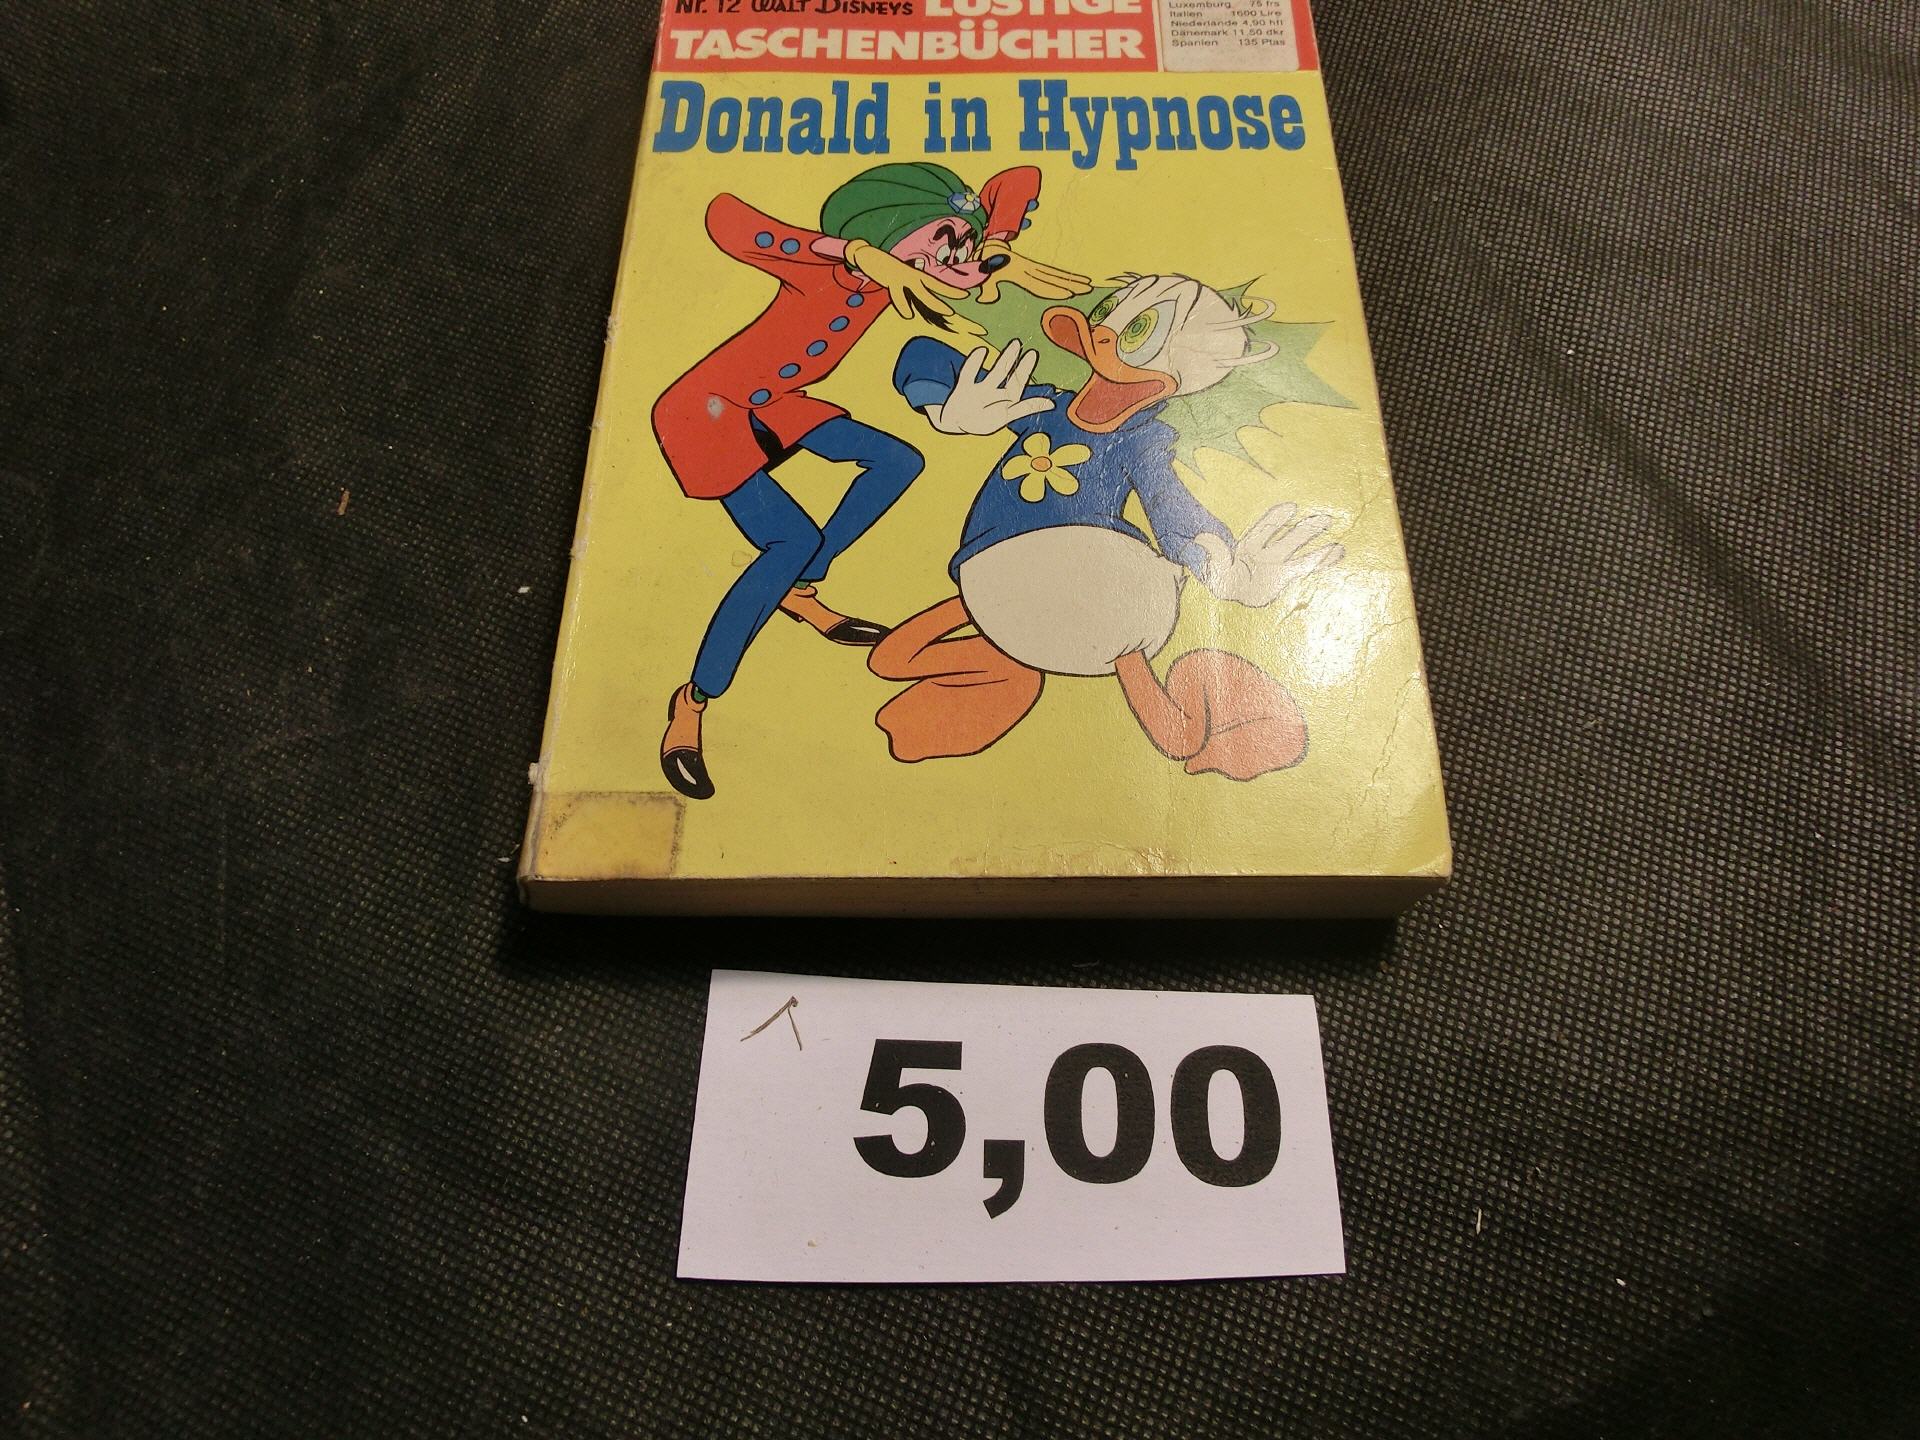 Nr. 12 WALT DISNEYS LUSTIGE
TASCHENBÜCHER
Luxemburg 75 frs
Italien 1600 Lire
Niederlande 4,90 hfl
Dänemark 11,50 dkr
Spanien 135 Ptas
Donald in Hypnose
5,00